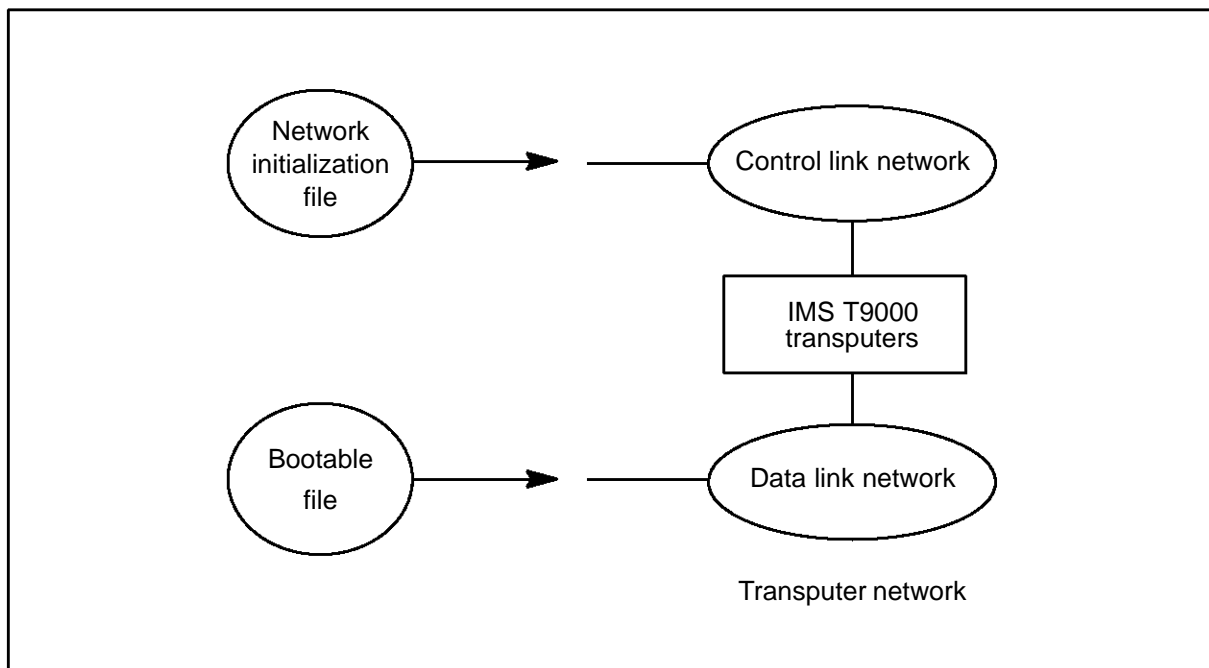 Network
initialization
file
Control link network
IMS T9000
transputers
Bootable
file
Data link network
Transputer network